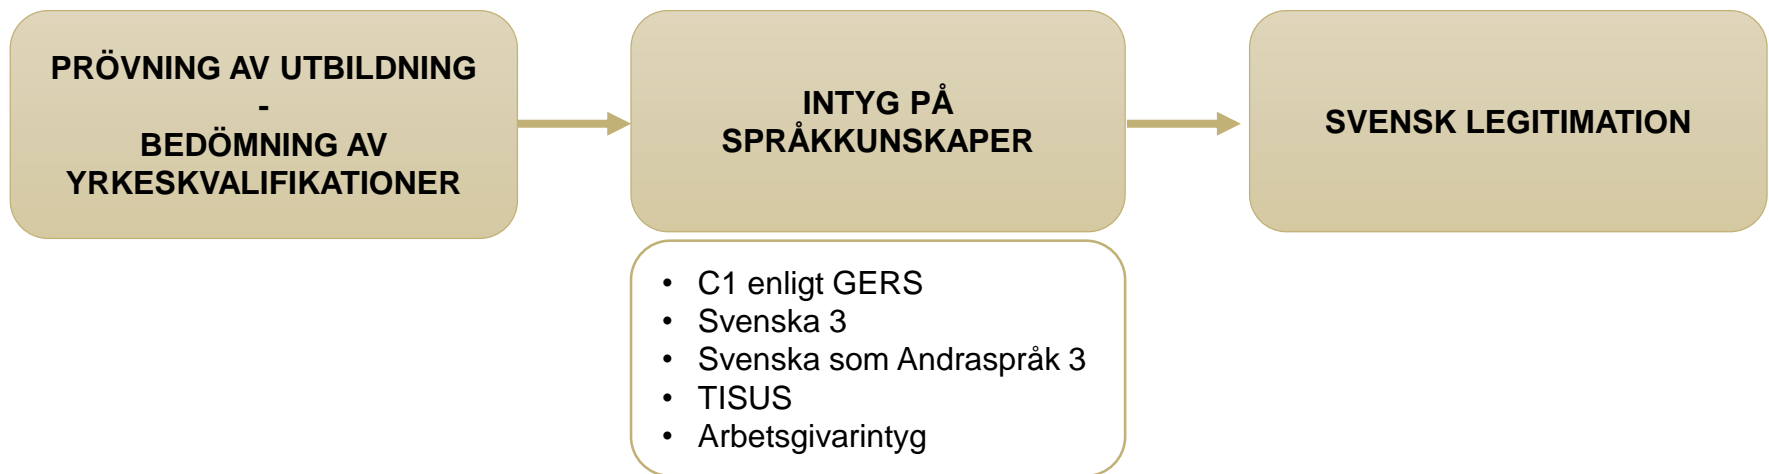 PRÖVNING AV UTBILDNING
-
BEDÖMNING AV
YRKESKVALIFIKATIONER
INTYG PÅ
SPRÅKKUNSKAPER
SVENSK LEGITIMATION
• C1 enligt GERS
• Svenska 3
• Svenska som Andraspråk 3
• TISUS
• Arbetsgivarintyg